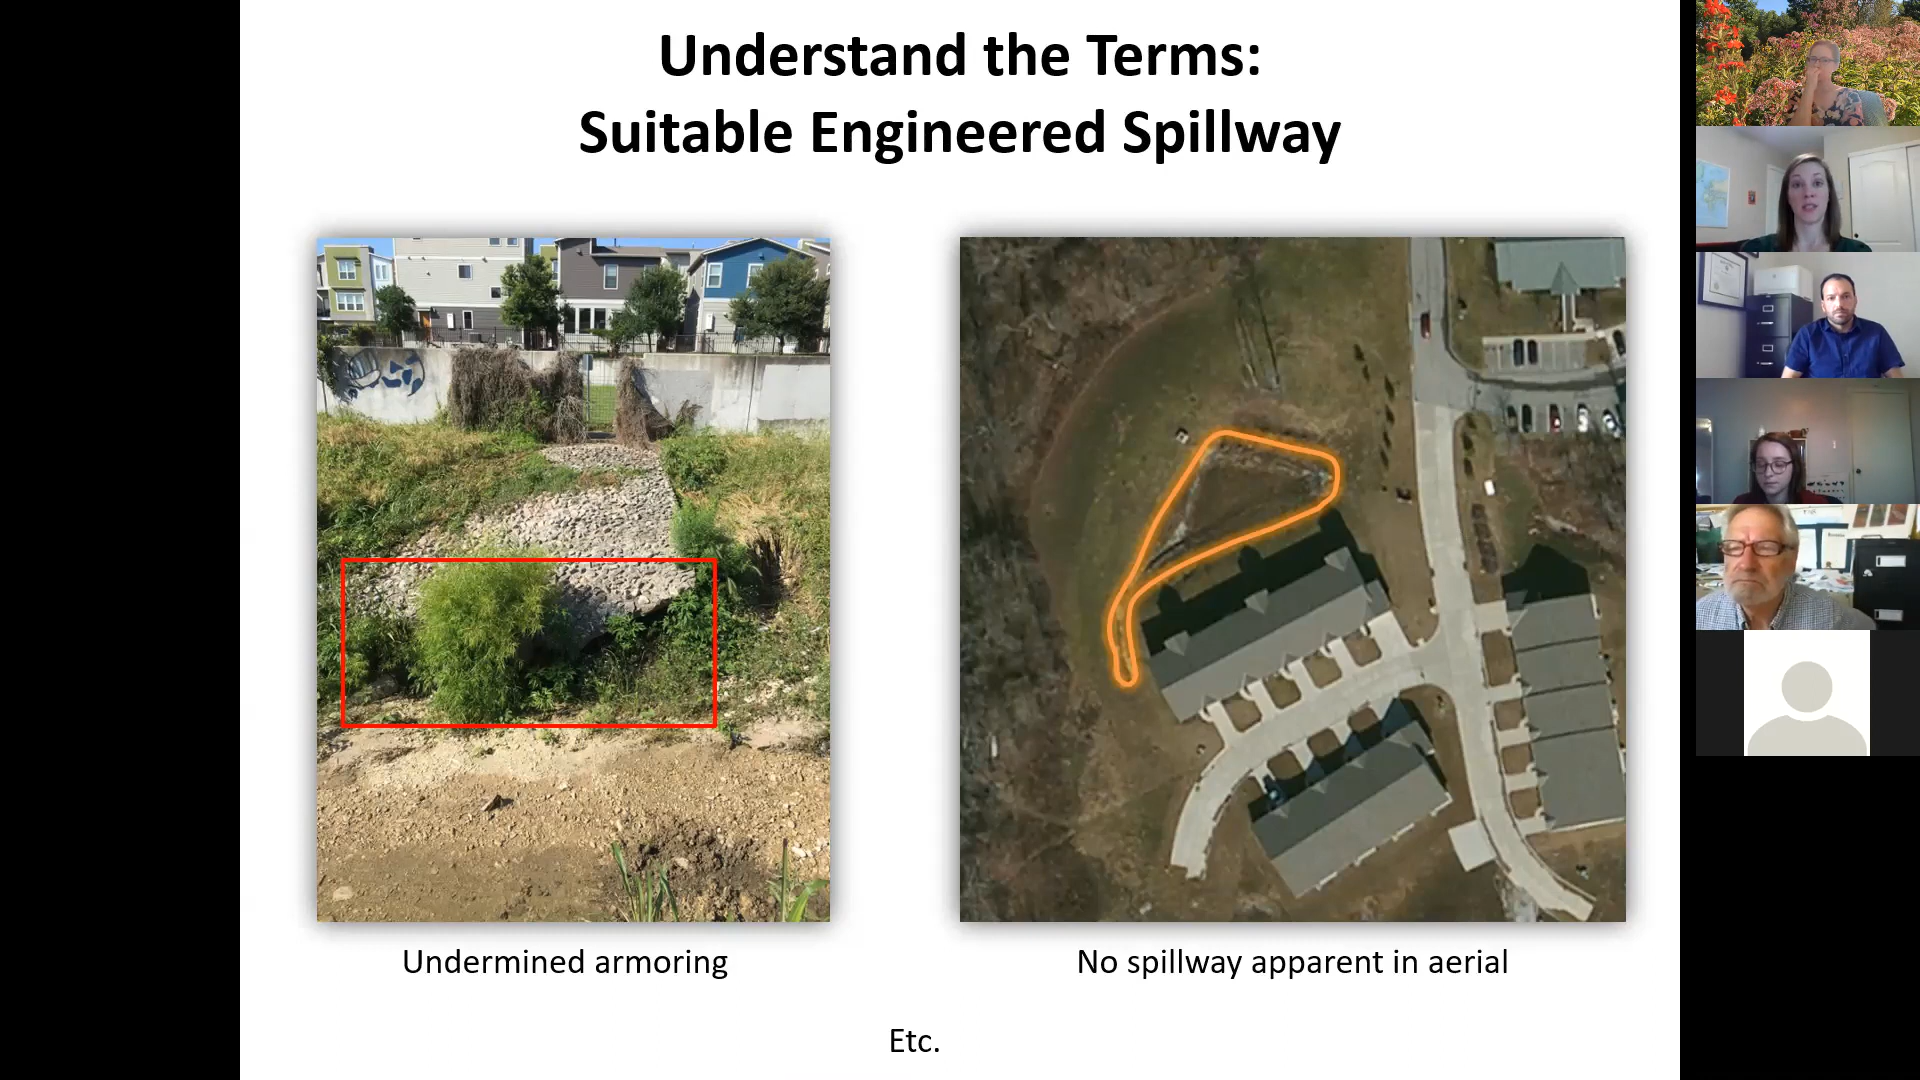 Understand the Terms:
Suitable Engineered Spillway
Undermined armoring
No spillway apparent in aerial
Etc.